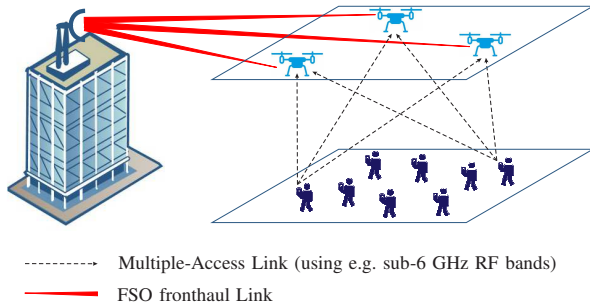 Multiple-Access Link (using e.g. sub-6 GHz RF bands)
FSO fronthaul Link